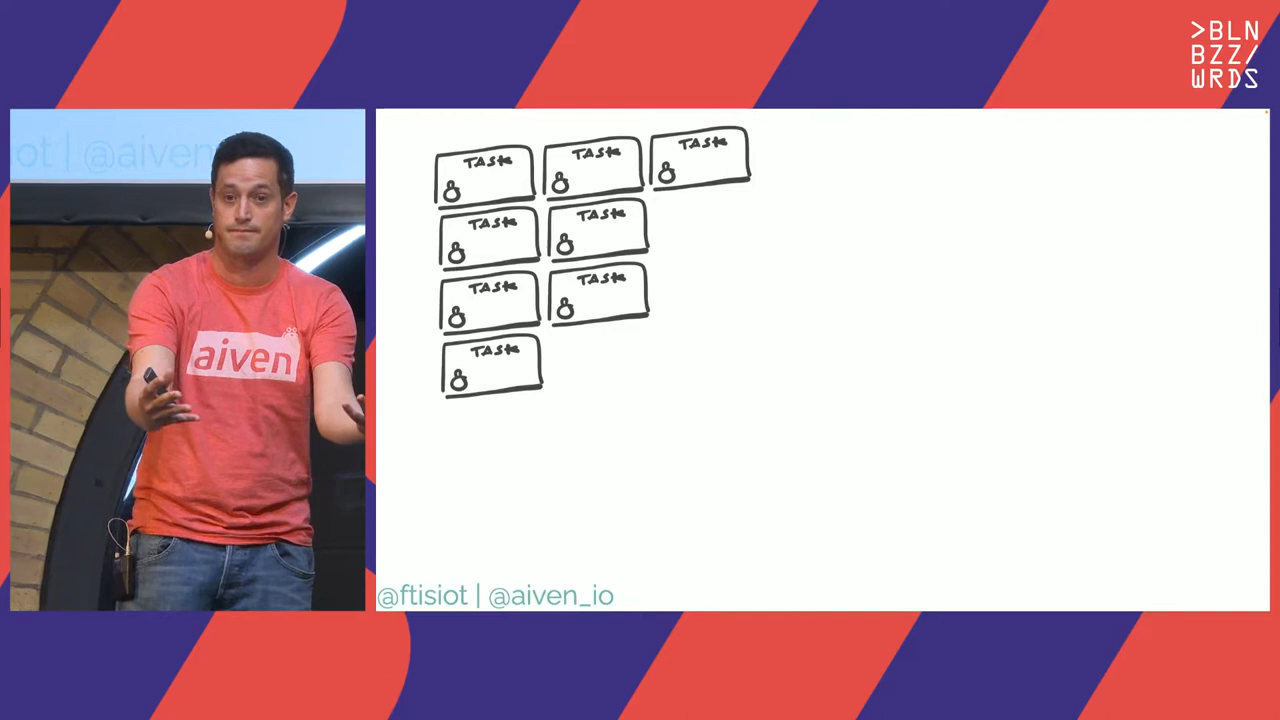 >BLN
BZZ/
WRDS
ot | @aiven
aiven
TASK TASK TASK
TASK TASK
TASK TASK
TASK
@ftisiot | @aiven_io